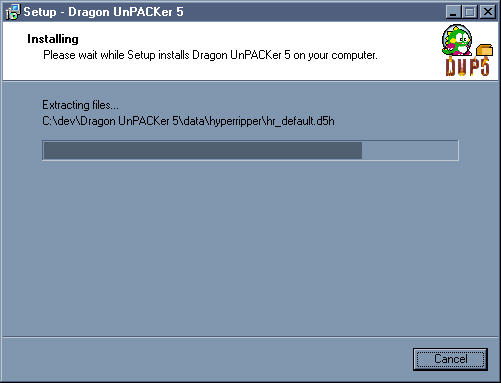 Setup - Dragon UnPACKer 5
Installing
Please wait while Setup installs Dragon UnPACKer 5 on your computer.
DUP5
Extracting files...
C:\dev\Dragon UnPACKer 5\data\hyperripper\hr_default.d5h
Cancel